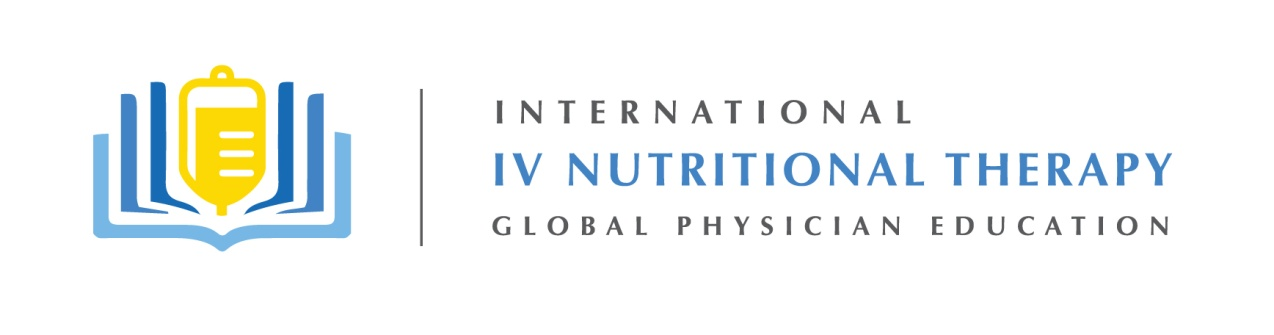 INTERNATIONAL
IV NUTRITIONAL THERAPY
GLOBAL PHYSICIAN EDUCATION